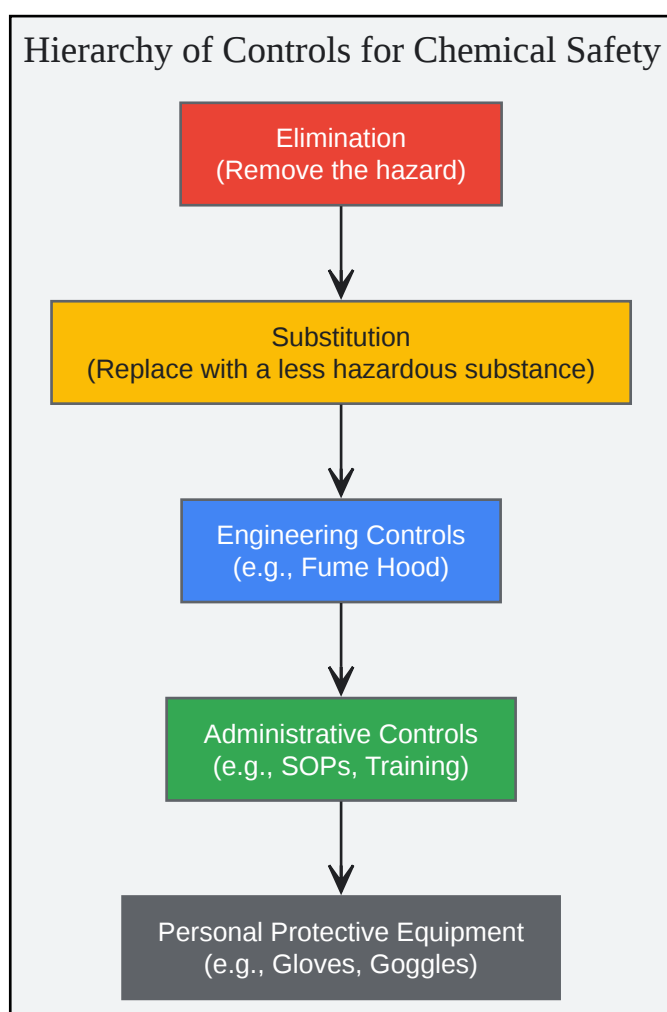 Hierarchy of Controls for Chemical Safety
Elimination
(Remove the hazard)
Substitution
(Replace with a less hazardous substance)
Engineering Controls
(e.g., Fume Hood)
Administrative Controls
(e.g., SOPs, Training)
Personal Protective Equipment
(e.g., Gloves, Goggles)